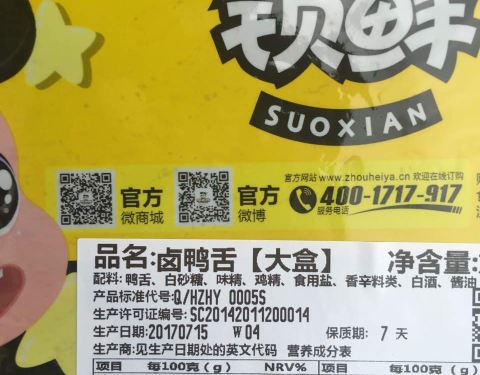 锁鲜
SUOXIAN
官方网站 www.zhouheiya.cn 欢迎在线订购
官方
微商城
官方
微博
服务电话 400-1717-917
品名:卤鸭舌【大盒】 净含量:
配料: 鸭舌、白砂糖、味精、鸡精、食用盐、香辛料类、白酒、酱油
产品标准代号:Q/HZHY 0005S
生产许可证编号: SC20142011200014
生产日期:20170715 W 04 保质期: 7 天
生产商:见生产日期处的英文代码 营养成分表
项目 每100克(g) NRV% 项目 每100克(g)